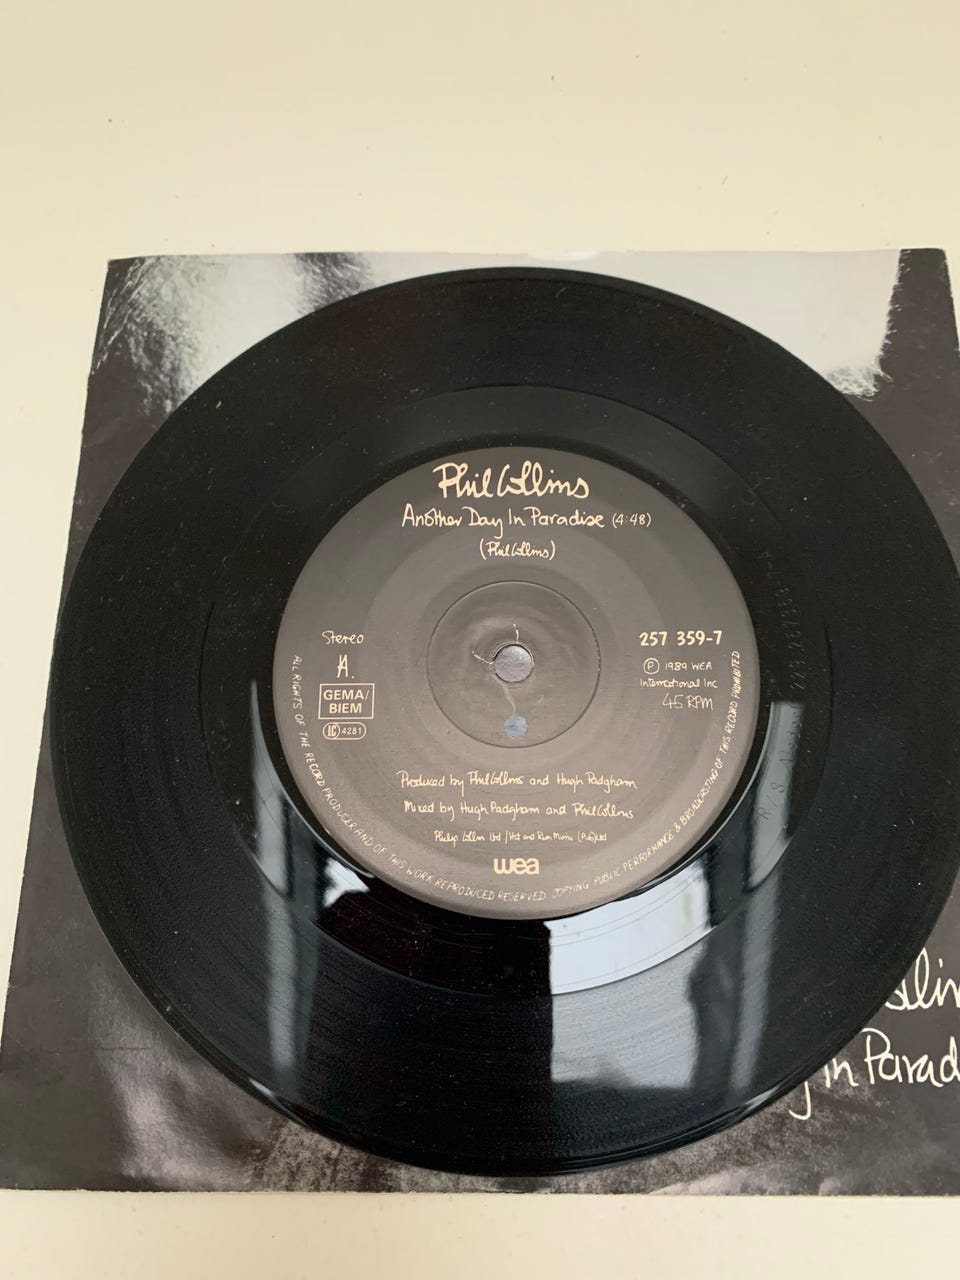 Phil Collins
Another Day In Paradise (4:48)
(Phil Collins)
Stereo
A.
GEMA/
BIEM
LC 4281
257 359-7
Ⓟ 1989 WEA
International Inc
45 RPM
Produced by Phil Collins and Hugh Padgham
Mixed by Hugh Padgham and Phil Collins
Philip Collins Ltd / Hit and Run Music (Pub) Ltd
wea
ALL RIGHTS OF THE RECORD PRODUCER AND OF THIS WORK REPRODUCED RESERVED COPYING PUBLIC PERFORMANCE & BROADCASTING OF THIS RECORD PROHIBITED
ollin
y In Parad